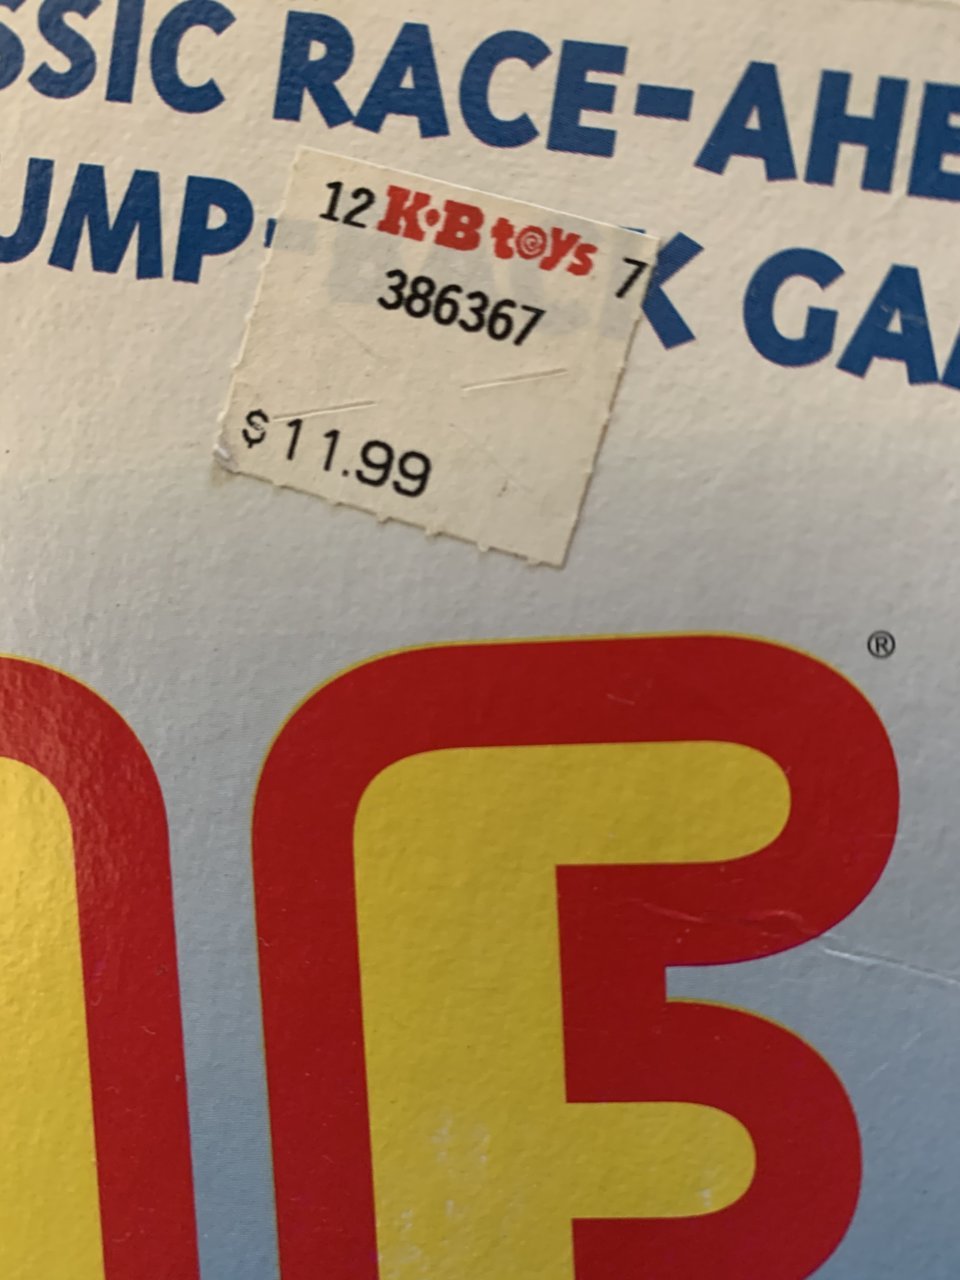 SSIC RACE-AHE
UMP- K GA
12 K·B toys 7
386367
$11.99
®
E